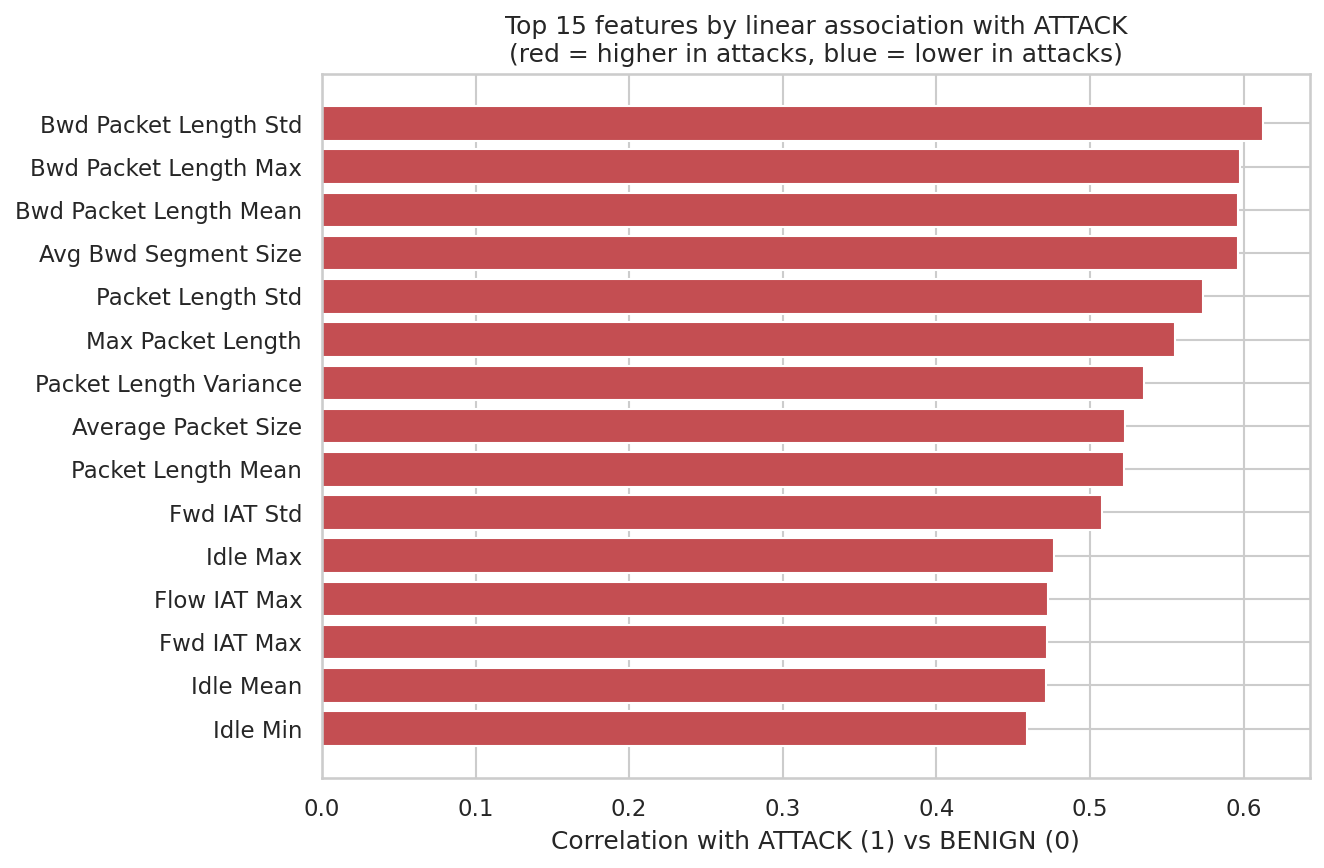 Top 15 features by linear association with ATTACK
(red = higher in attacks, blue = lower in attacks)
Bwd Packet Length Std
Bwd Packet Length Max
Bwd Packet Length Mean
Avg Bwd Segment Size
Packet Length Std
Max Packet Length
Packet Length Variance
Average Packet Size
Packet Length Mean
Fwd IAT Std
Idle Max
Flow IAT Max
Fwd IAT Max
Idle Mean
Idle Min
0.0 0.1 0.2 0.3 0.4 0.5 0.6
Correlation with ATTACK (1) vs BENIGN (0)